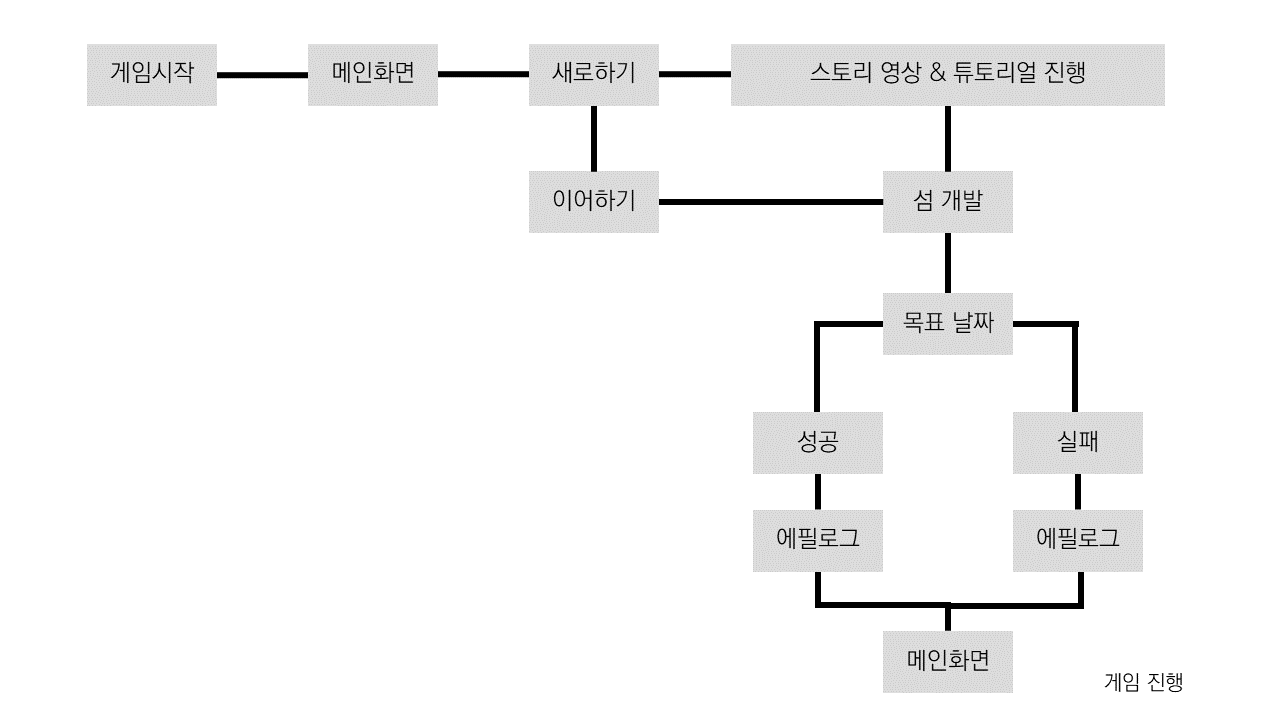 게임시작
메인화면
새로하기
스토리 영상 & 튜토리얼 진행
이어하기
섬 개발
목표 날짜
성공
실패
에필로그
에필로그
메인화면
게임 진행